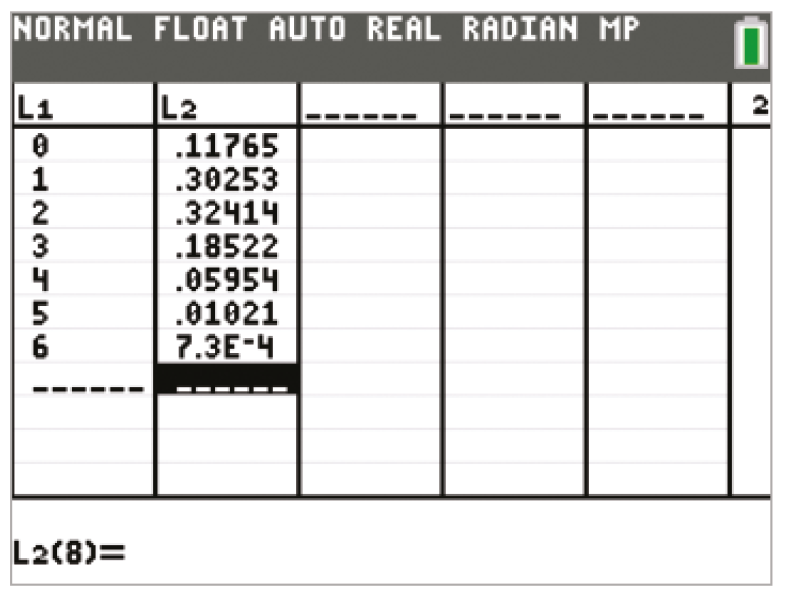 NORMAL FLOAT AUTO REAL RADIAN MP
L1 L2 ------ ------ ------ 2
0 .11765
1 .30253
2 .32414
3 .18522
4 .05954
5 .01021
6 7.3E-4
------ ------
L2(8)=